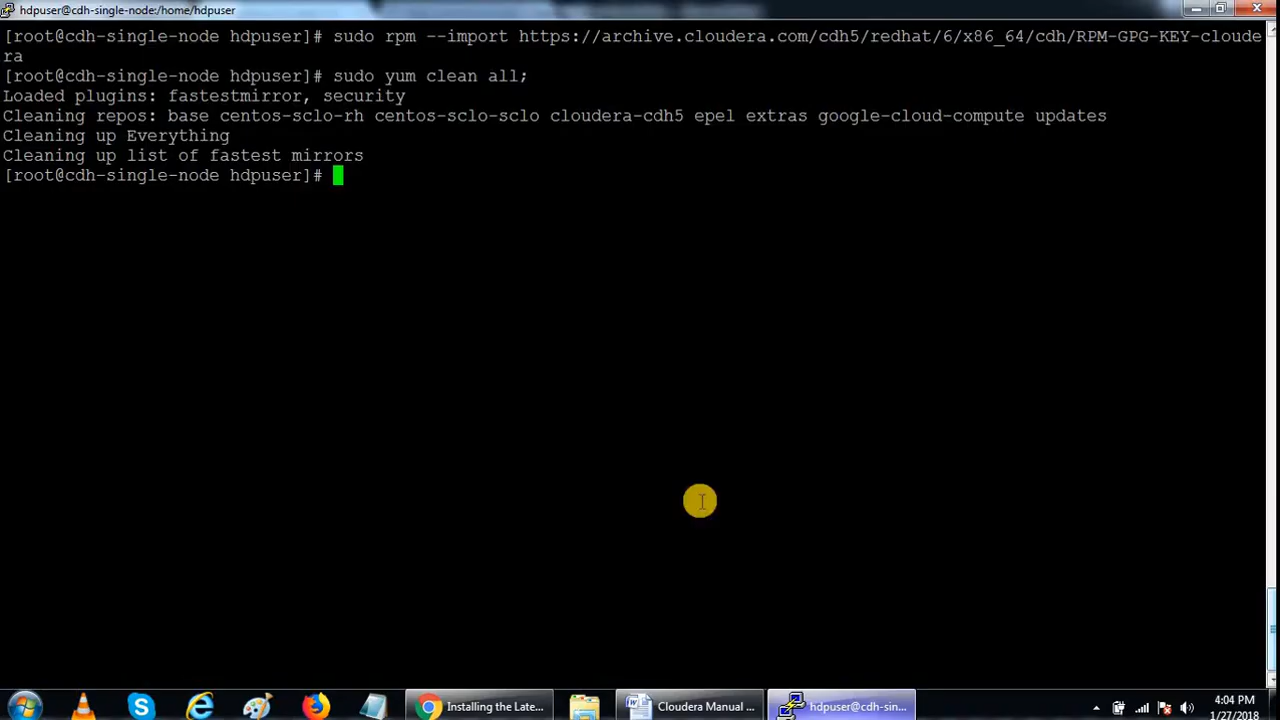 hdpuser@cdh-single-node:/home/hdpuser
[root@cdh-single-node hdpuser]# sudo rpm --import https://archive.cloudera.com/cdh5/redhat/6/x86_64/cdh/RPM-GPG-KEY-cloude
ra
[root@cdh-single-node hdpuser]# sudo yum clean all;
Loaded plugins: fastestmirror, security
Cleaning repos: base centos-sclo-rh centos-sclo-sclo cloudera-cdh5 epel extras google-cloud-compute updates
Cleaning up Everything
Cleaning up list of fastest mirrors
[root@cdh-single-node hdpuser]#
Installing the Late...
Cloudera Manual ...
hdpuser@cdh-sin...
4:04 PM
1/27/2018